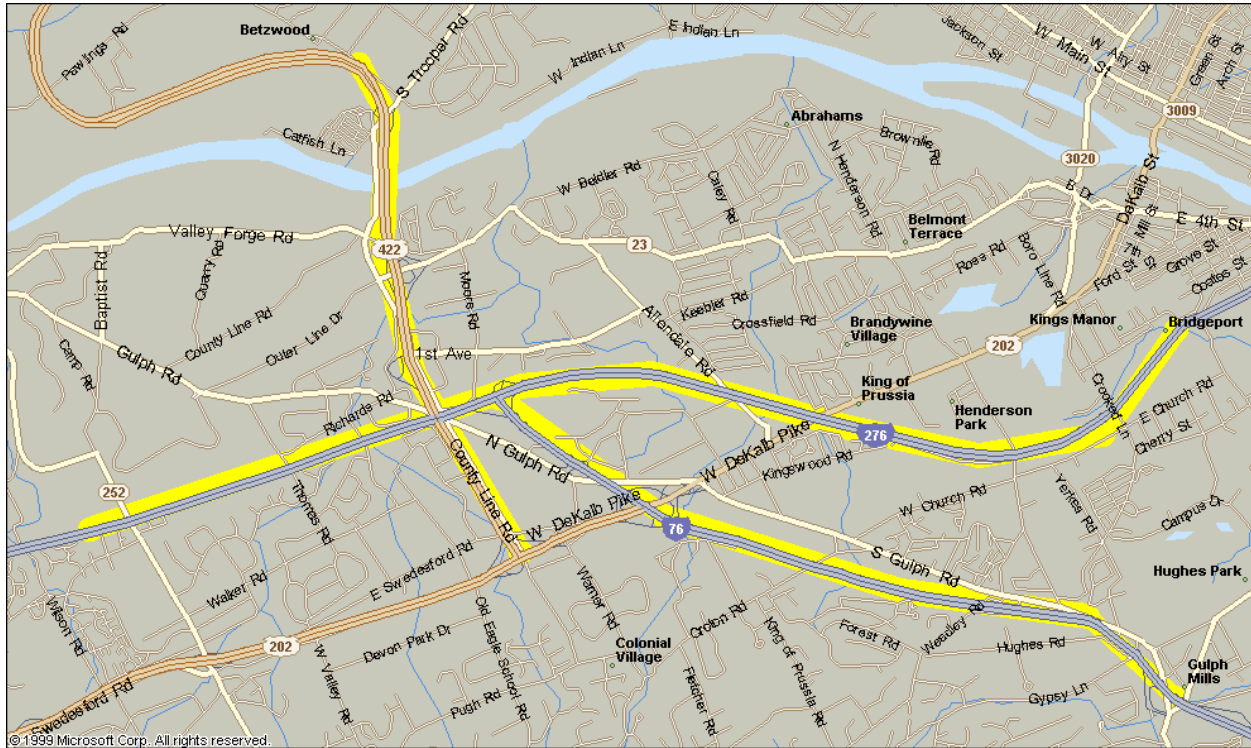 Betzwood
Pawlings Rd
S Trooper Rd
W Indian Ln
E Indian Ln
Jackson St
W Main St
W Airy St
Green St
Arch St
3009
Catfish Ln
Abrahams
Brownlie Rd
N Henderson Rd
3020
DeKalb St
W Beidler Rd
Caley Rd
B Dr
E 4th St
Valley Forge Rd
422
23
Belmont
Terrace
Mill St
7th St
Ford St
Grove St
Coates St
Baptist Rd
Quarry Rd
Ross Rd
Boro Line Rd
Moore Rd
Keebler Rd
County Line Rd
Outer Line Dr
Allendale Rd
Crossfield Rd
Brandywine
Village
Kings Manor
Bridgeport
Camp Rd
Gulph Rd
1st Ave
202
King of
Prussia
Henderson
Park
Crooked Ln
E Church Rd
Cherry St
Richards Rd
276
N Gulph Rd
W DeKalb Pike
Kingswood Rd
County Line Rd
252
Thomas Rd
W DeKalb Pike
76
W Church Rd
Yerkes Rd
Campus Dr
Walker Rd
E Swedesford Rd
S Gulph Rd
Hughes Park
Wilson Rd
Warner Rd
Old Eagle School Rd
Croton Rd
King of Prussia Rd
Forest Rd
Weadley Rd
Hughes Rd
202
Devon Park Dr
W Valley Rd
Colonial
Village
Fletcher Rd
Gulph
Mills
Gypsy Ln
Pugh Rd
Swedesford Rd
© 1999 Microsoft Corp. All rights reserved.